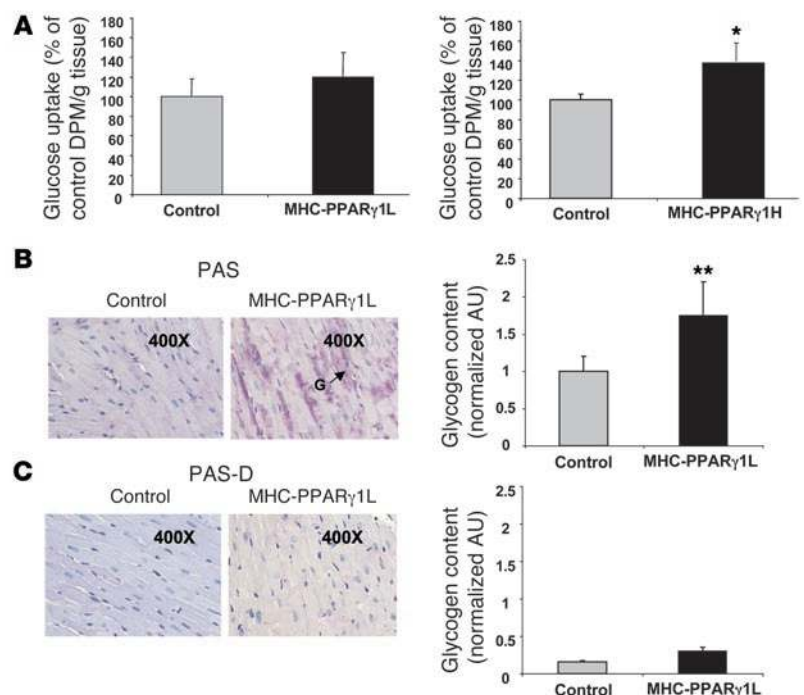 A
Glucose uptake (% of
control DPM/g tissue)
180
160
140
120
100
80
60
40
20
0
Control
MHC-PPARγ1L
Glucose uptake (% of
control DPM/g tissue)
180
160
140
120
100
80
60
40
20
0
*
Control
MHC-PPARγ1H
B
PAS
Control
MHC-PPARγ1L
400X
400X
G
Glycogen content
(normalized AU)
2.5
2
1.5
1
0.5
0
**
Control
MHC-PPARγ1L
C
PAS-D
Control
MHC-PPARγ1L
400X
400X
Glycogen content
(normalized AU)
2.5
2
1.5
1
0.5
0
Control
MHC-PPARγ1L